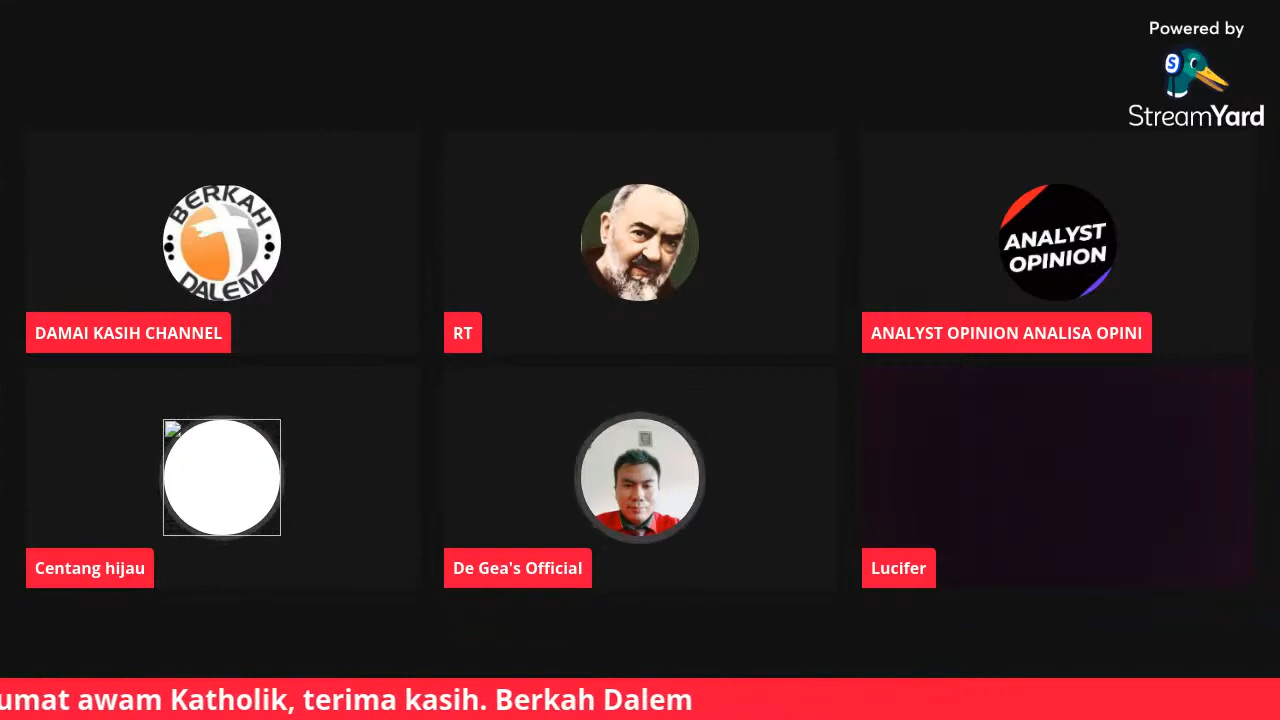 Powered by
S
StreamYard
BERKAH
DALEM
DAMAI KASIH CHANNEL
RT
ANALYST
OPINION
ANALYST OPINION ANALISA OPINI
Centang hijau
De Gea's Official
Lucifer
umat awam Katholik, terima kasih. Berkah Dalem